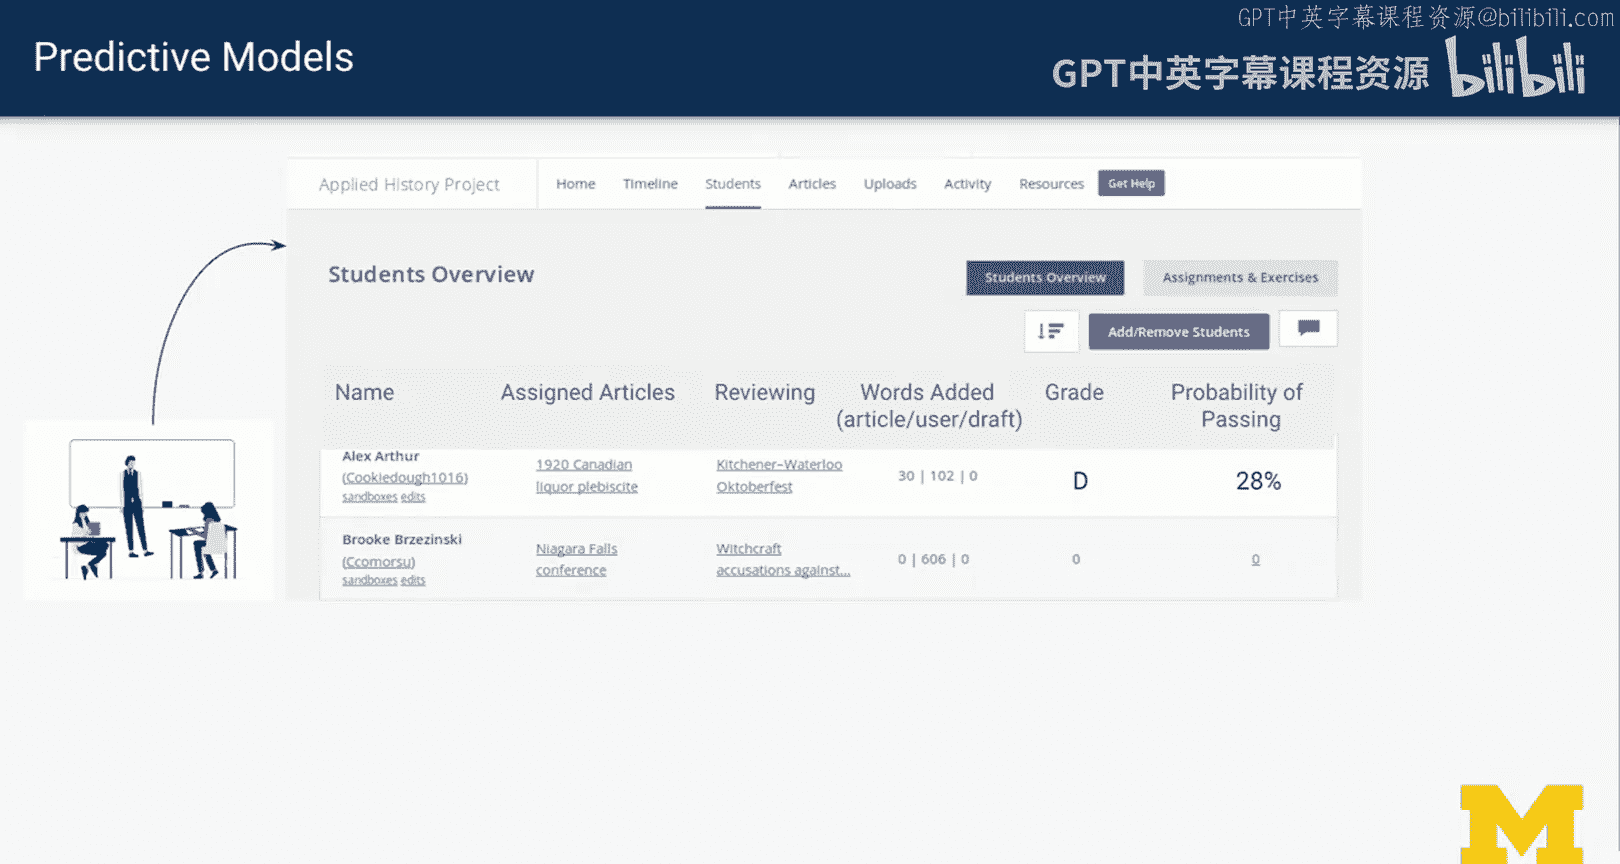 GPT中英字幕课程资源@bilibili.com
Predictive Models
GPT中英字幕课程资源 bilibili
Applied History Project Home Timeline Students Articles Uploads Activity Resources Get Help
Students Overview Students Overview Assignments & Exercises
Add/Remove Students
Name Assigned Articles Reviewing Words Added Grade Probability of
(article/user/draft) Passing
Alex Arthur 1920 Canadian Kitchener-Waterloo 30 | 102 | 0 D 28%
(Cookiedough1016) liquor plebiscite Oktoberfest
sandboxes edits
Brooke Brzezinski Niagara Falls Witchcraft 0 | 606 | 0 0 0
(Ccomorsu) conference accusations against...
sandboxes edits
M